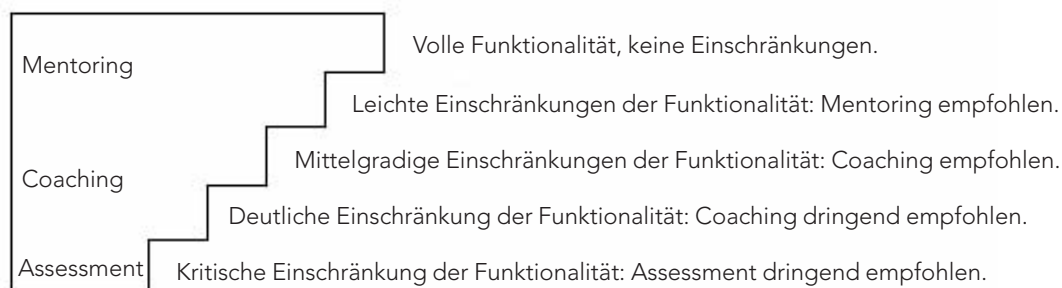 Volle Funktionalität, keine Einschränkungen.
Mentoring
Leichte Einschränkungen der Funktionalität: Mentoring empfohlen.
Mittelgradige Einschränkungen der Funktionalität: Coaching empfohlen.
Coaching
Deutliche Einschränkung der Funktionalität: Coaching dringend empfohlen.
Assessment
Kritische Einschränkung der Funktionalität: Assessment dringend empfohlen.